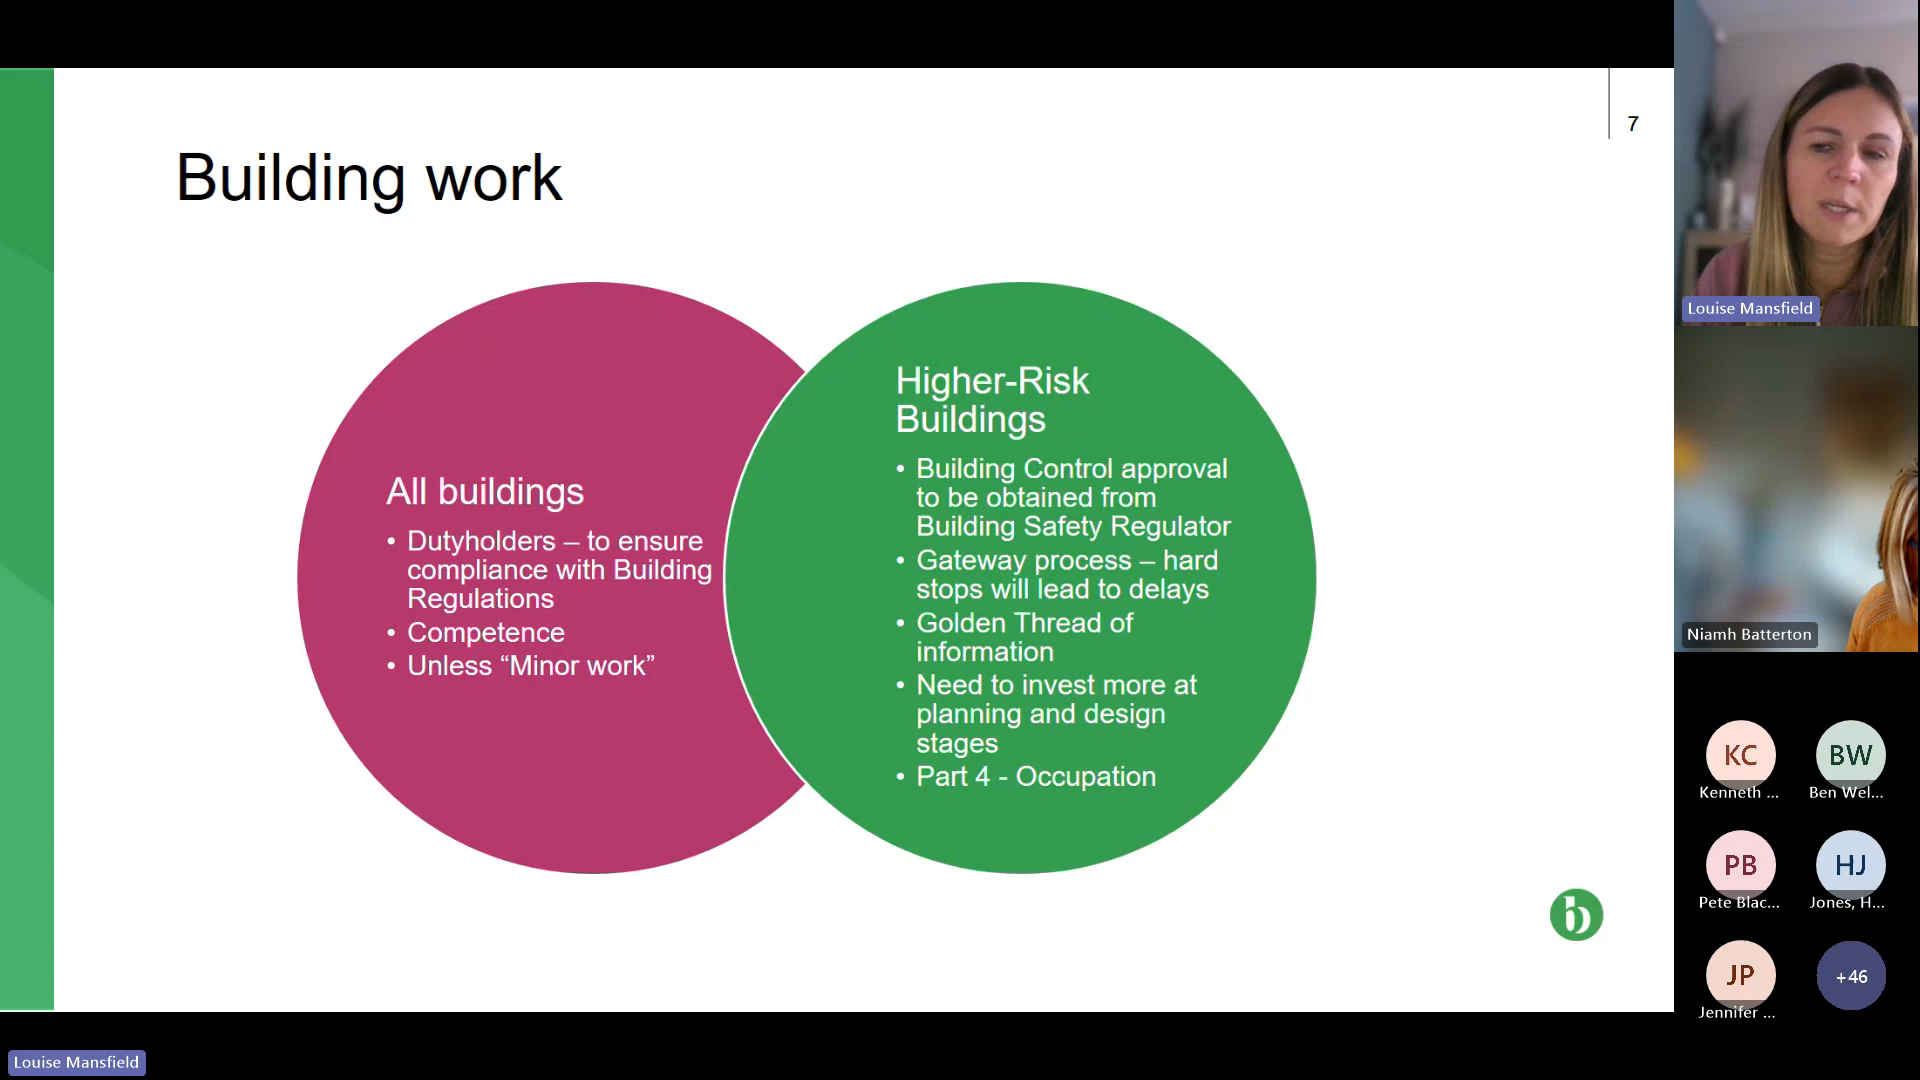 7
Building work
All buildings
• Dutyholders – to ensure
compliance with Building
Regulations
• Competence
• Unless “Minor work”
Higher-Risk
Buildings
• Building Control approval
to be obtained from
Building Safety Regulator
• Gateway process – hard
stops will lead to delays
• Golden Thread of
information
• Need to invest more at
planning and design
stages
• Part 4 - Occupation
b
Louise Mansfield
Niamh Batterton
KC
Kenneth ...
BW
Ben Wel...
PB
Pete Blac...
HJ
Jones, H...
JP
Jennifer ...
+46
Louise Mansfield